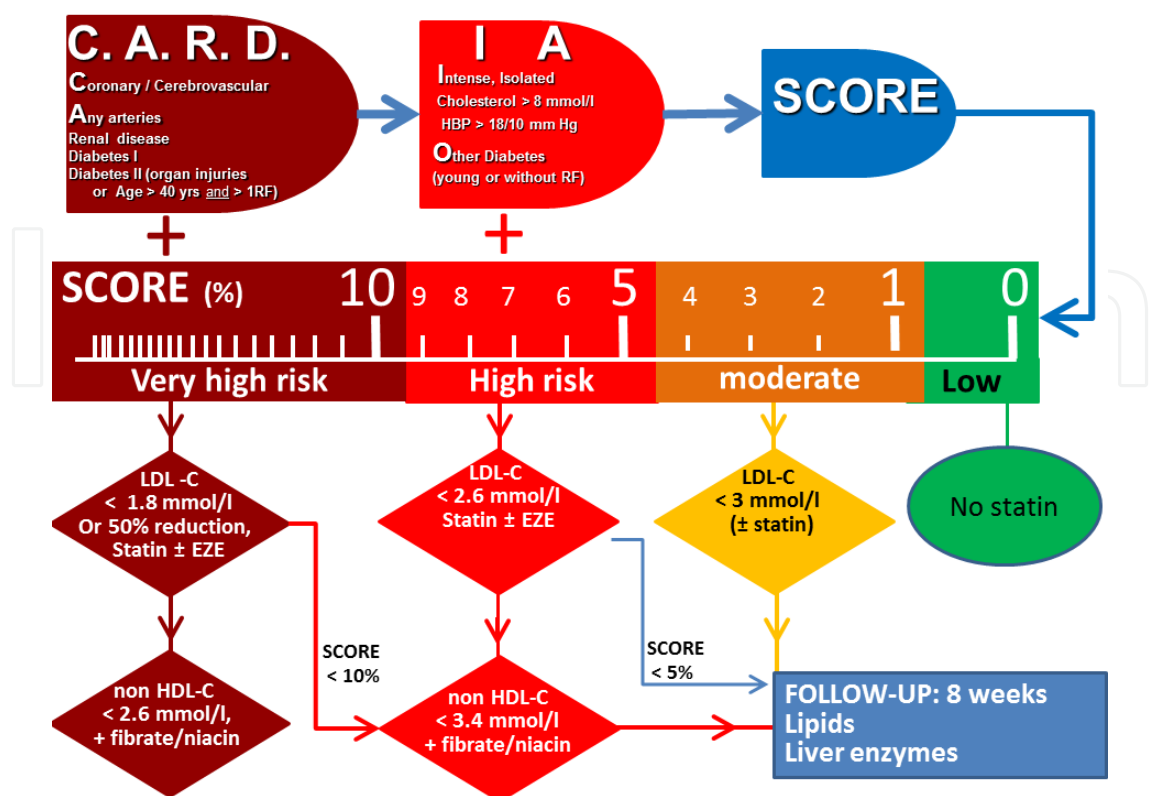 C. A. R. D.
Coronary / Cerebrovascular
Any arteries
Renal disease
Diabetes I
Diabetes II (organ injuries
or Age > 40 yrs and > 1RF)
I A
Intense, Isolated
Cholesterol > 8 mmol/l
HBP > 18/10 mm Hg
Other Diabetes
(young or without RF)
SCORE
+
+
SCORE (%) 10 9 8 7 6 5 4 3 2 1 0
Very high risk
High risk
moderate
Low
LDL -C
< 1.8 mmol/l
Or 50% reduction,
Statin ± EZE
LDL-C
< 2.6 mmol/l
Statin ± EZE
LDL-C
< 3 mmol/l
(± statin)
No statin
SCORE
< 10%
SCORE
< 5%
non HDL-C
< 2.6 mmol/l,
+ fibrate/niacin
non HDL-C
< 3.4 mmol/l
+ fibrate/niacin
FOLLOW-UP: 8 weeks
Lipids
Liver enzymes